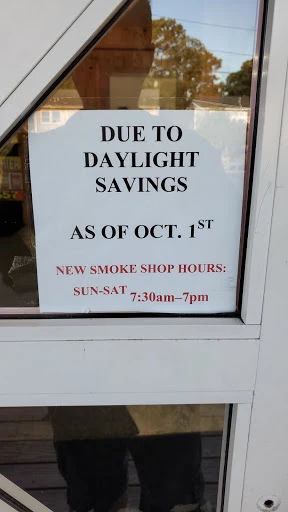 DUE TO
DAYLIGHT
SAVINGS
AS OF OCT. 1ST
NEW SMOKE SHOP HOURS:
SUN-SAT 7:30am–7pm